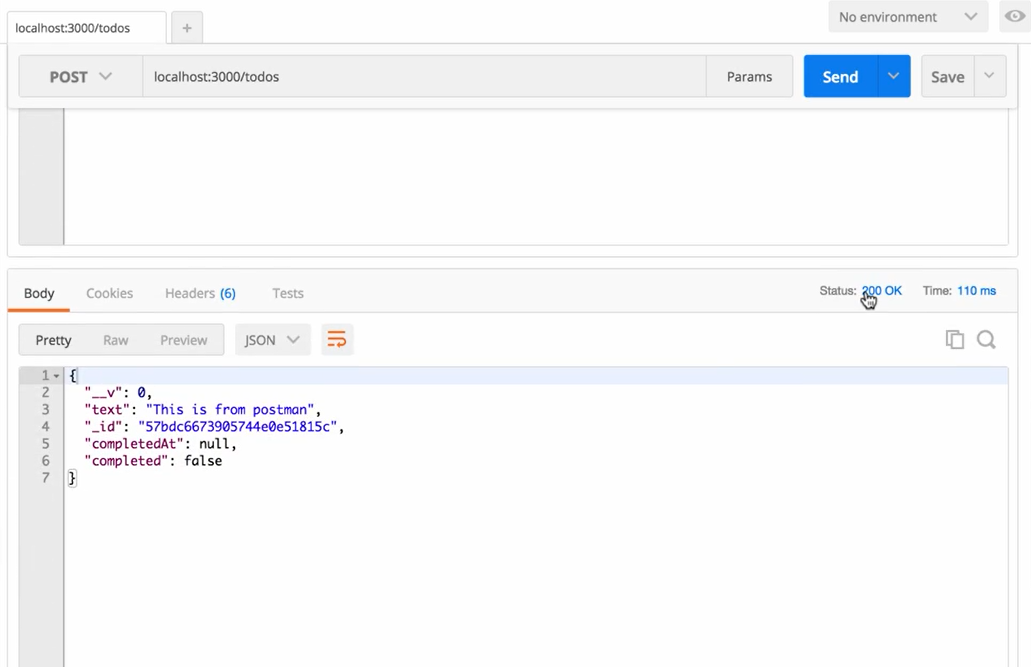 localhost:3000/todos
+
No environment
POST
localhost:3000/todos
Params
Send
Save
Body
Cookies
Headers (6)
Tests
Status: 200 OK
Time: 110 ms
Pretty
Raw
Preview
JSON
1 {
2 "__v": 0,
3 "text": "This is from postman",
4 "_id": "57bdc6673905744e0e51815c",
5 "completedAt": null,
6 "completed": false
7 }